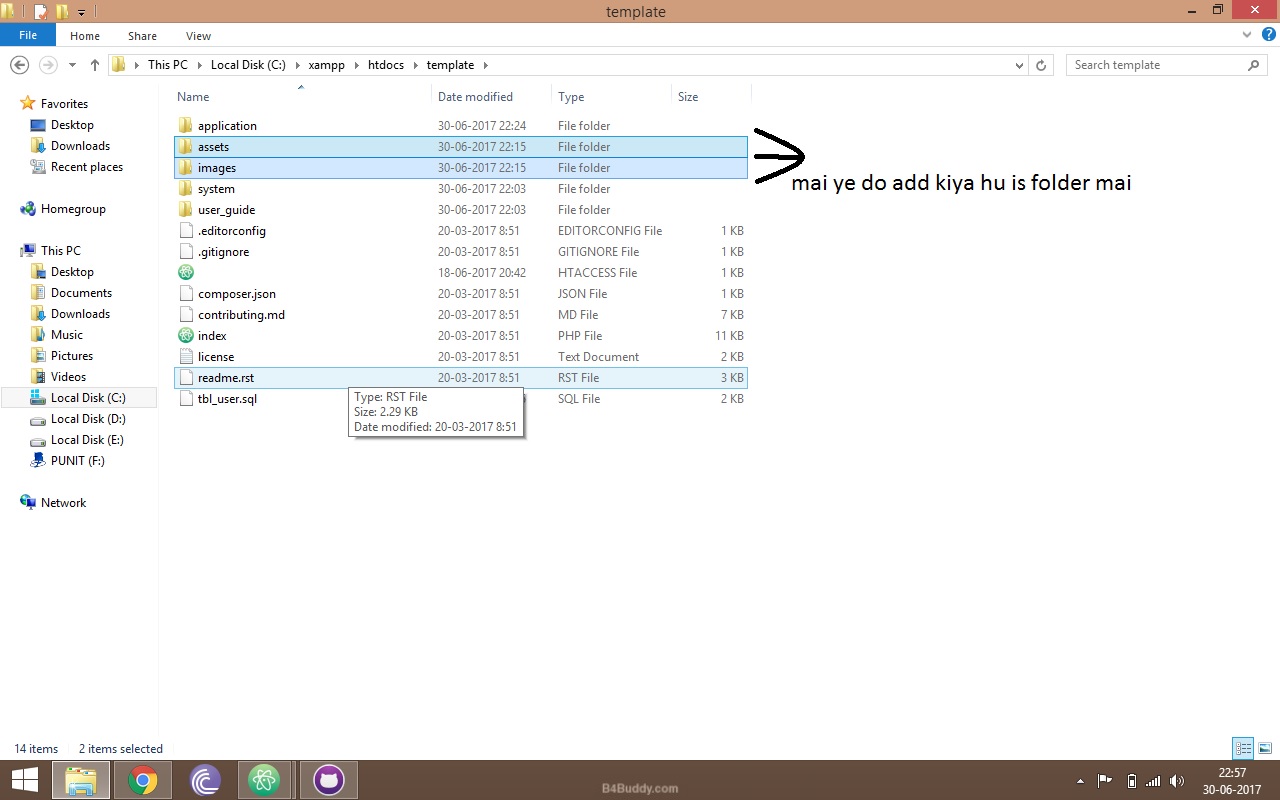 template
File Home Share View
This PC Local Disk (C:) xampp htdocs template Search template
Name Date modified Type Size
Favorites
Desktop
Downloads
Recent places
Homegroup
This PC
Desktop
Documents
Downloads
Music
Pictures
Videos
Local Disk (C:)
Local Disk (D:)
Local Disk (E:)
PUNIT (F:)
Network
application 30-06-2017 22:24 File folder
assets 30-06-2017 22:15 File folder
images 30-06-2017 22:15 File folder
system 30-06-2017 22:03 File folder
user_guide 30-06-2017 22:03 File folder
.editorconfig 20-03-2017 8:51 EDITORCONFIG File 1 KB
.gitignore 20-03-2017 8:51 GITIGNORE File 1 KB
18-06-2017 20:42 HTACCESS File 1 KB
composer.json 20-03-2017 8:51 JSON File 1 KB
contributing.md 20-03-2017 8:51 MD File 7 KB
index 20-03-2017 8:51 PHP File 11 KB
license 20-03-2017 8:51 Text Document 2 KB
readme.rst 20-03-2017 8:51 RST File 3 KB
tbl_user.sql SQL File 2 KB
Type: RST File
Size: 2.29 KB
Date modified: 20-03-2017 8:51
mai ye do add kiya hu is folder mai
14 items 2 items selected
B4Buddy.com
22:57
30-06-2017